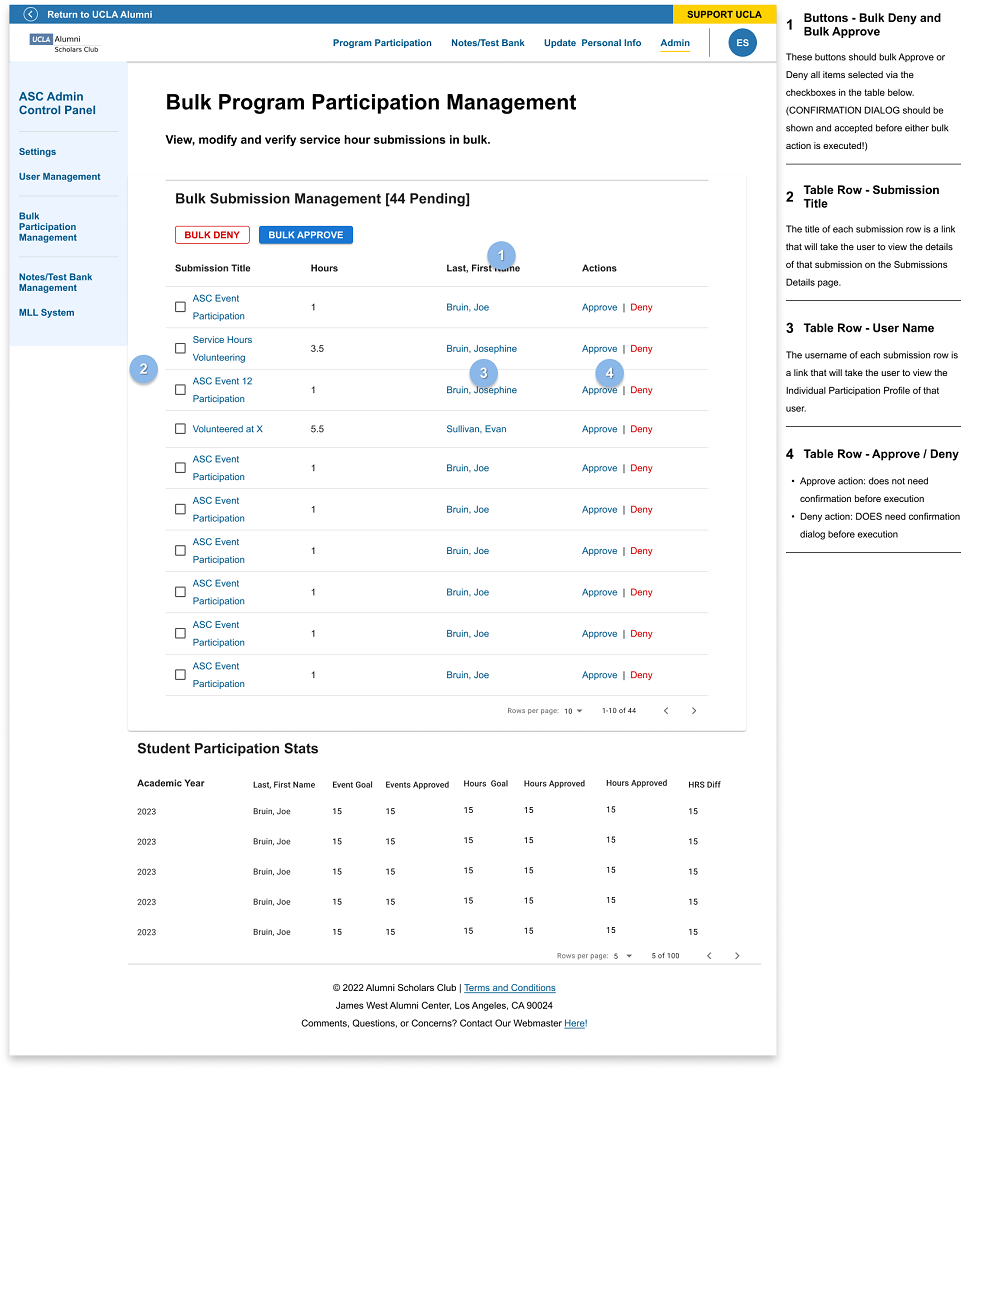 Return to UCLA Alumni
SUPPORT UCLA
UCLA Alumni
Scholars Club
Program Participation Notes/Test Bank Update Personal Info Admin ES
ASC Admin
Control Panel
Settings
User Management
Bulk
Participation
Management
Notes/Test Bank
Management
MLL System
Bulk Program Participation Management
View, modify and verify service hour submissions in bulk.
Bulk Submission Management [44 Pending]
BULK DENY BULK APPROVE
1
Submission Title Hours Last, First Name Actions
ASC Event
Participation
1 Bruin, Joe Approve | Deny
Service Hours
Volunteering
3.5 Bruin, Josephine Approve | Deny
2
3
4
ASC Event 12
Participation
1 Bruin, Josephine Approve | Deny
Volunteered at X 5.5 Sullivan, Evan Approve | Deny
ASC Event
Participation
1 Bruin, Joe Approve | Deny
ASC Event
Participation
1 Bruin, Joe Approve | Deny
ASC Event
Participation
1 Bruin, Joe Approve | Deny
ASC Event
Participation
1 Bruin, Joe Approve | Deny
ASC Event
Participation
1 Bruin, Joe Approve | Deny
ASC Event
Participation
1 Bruin, Joe Approve | Deny
Rows per page: 10 1-10 of 44
Student Participation Stats
Academic Year Last, First Name Event Goal Events Approved Hours Goal Hours Approved Hours Approved HRS Diff
2023 Bruin, Joe 15 15 15 15 15 15
2023 Bruin, Joe 15 15 15 15 15 15
2023 Bruin, Joe 15 15 15 15 15 15
2023 Bruin, Joe 15 15 15 15 15 15
2023 Bruin, Joe 15 15 15 15 15 15
Rows per page: 5 5 of 100
© 2022 Alumni Scholars Club | Terms and Conditions
James West Alumni Center, Los Angeles, CA 90024
Comments, Questions, or Concerns? Contact Our Webmaster Here!
1 Buttons - Bulk Deny and
Bulk Approve
These buttons should bulk Approve or
Deny all items selected via the
checkboxes in the table below.
(CONFIRMATION DIALOG should be
shown and accepted before either bulk
action is executed!)
2 Table Row - Submission
Title
The title of each submission row is a link
that will take the user to view the details
of that submission on the Submissions
Details page.
3 Table Row - User Name
The username of each submission row is
a link that will take the user to view the
Individual Participation Profile of that
user.
4 Table Row - Approve / Deny
• Approve action: does not need
confirmation before execution
• Deny action: DOES need confirmation
dialog before execution